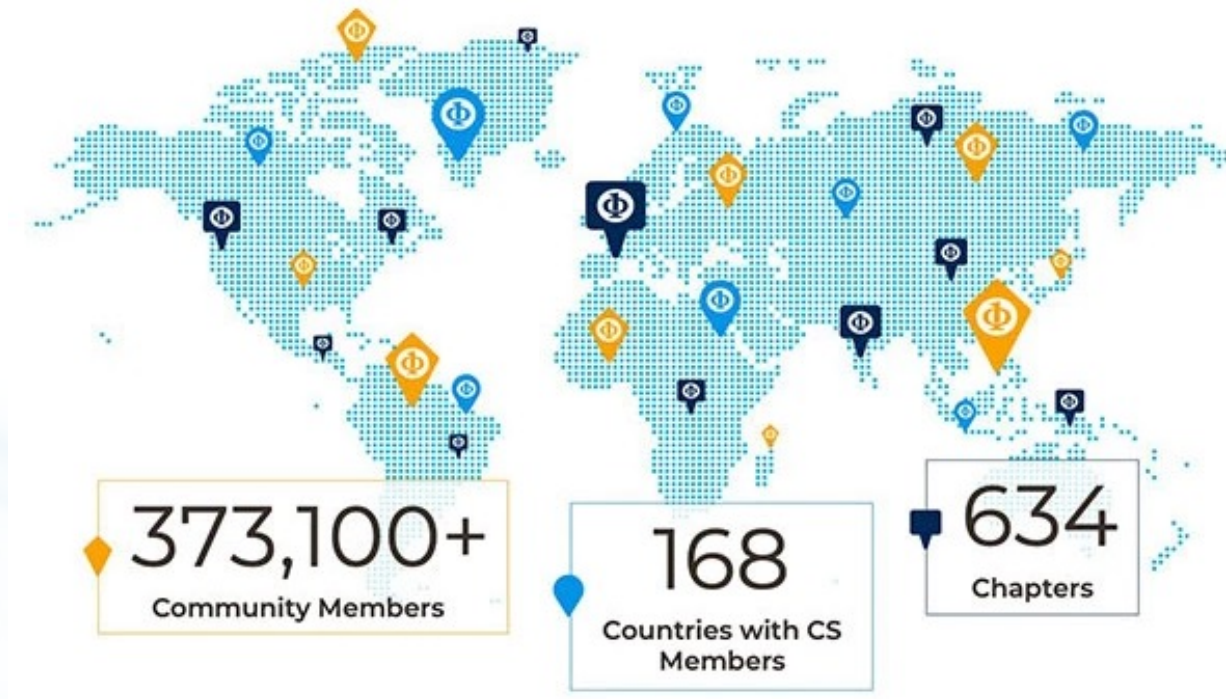 373,100+
Community Members
168
Countries with CS
Members
634
Chapters